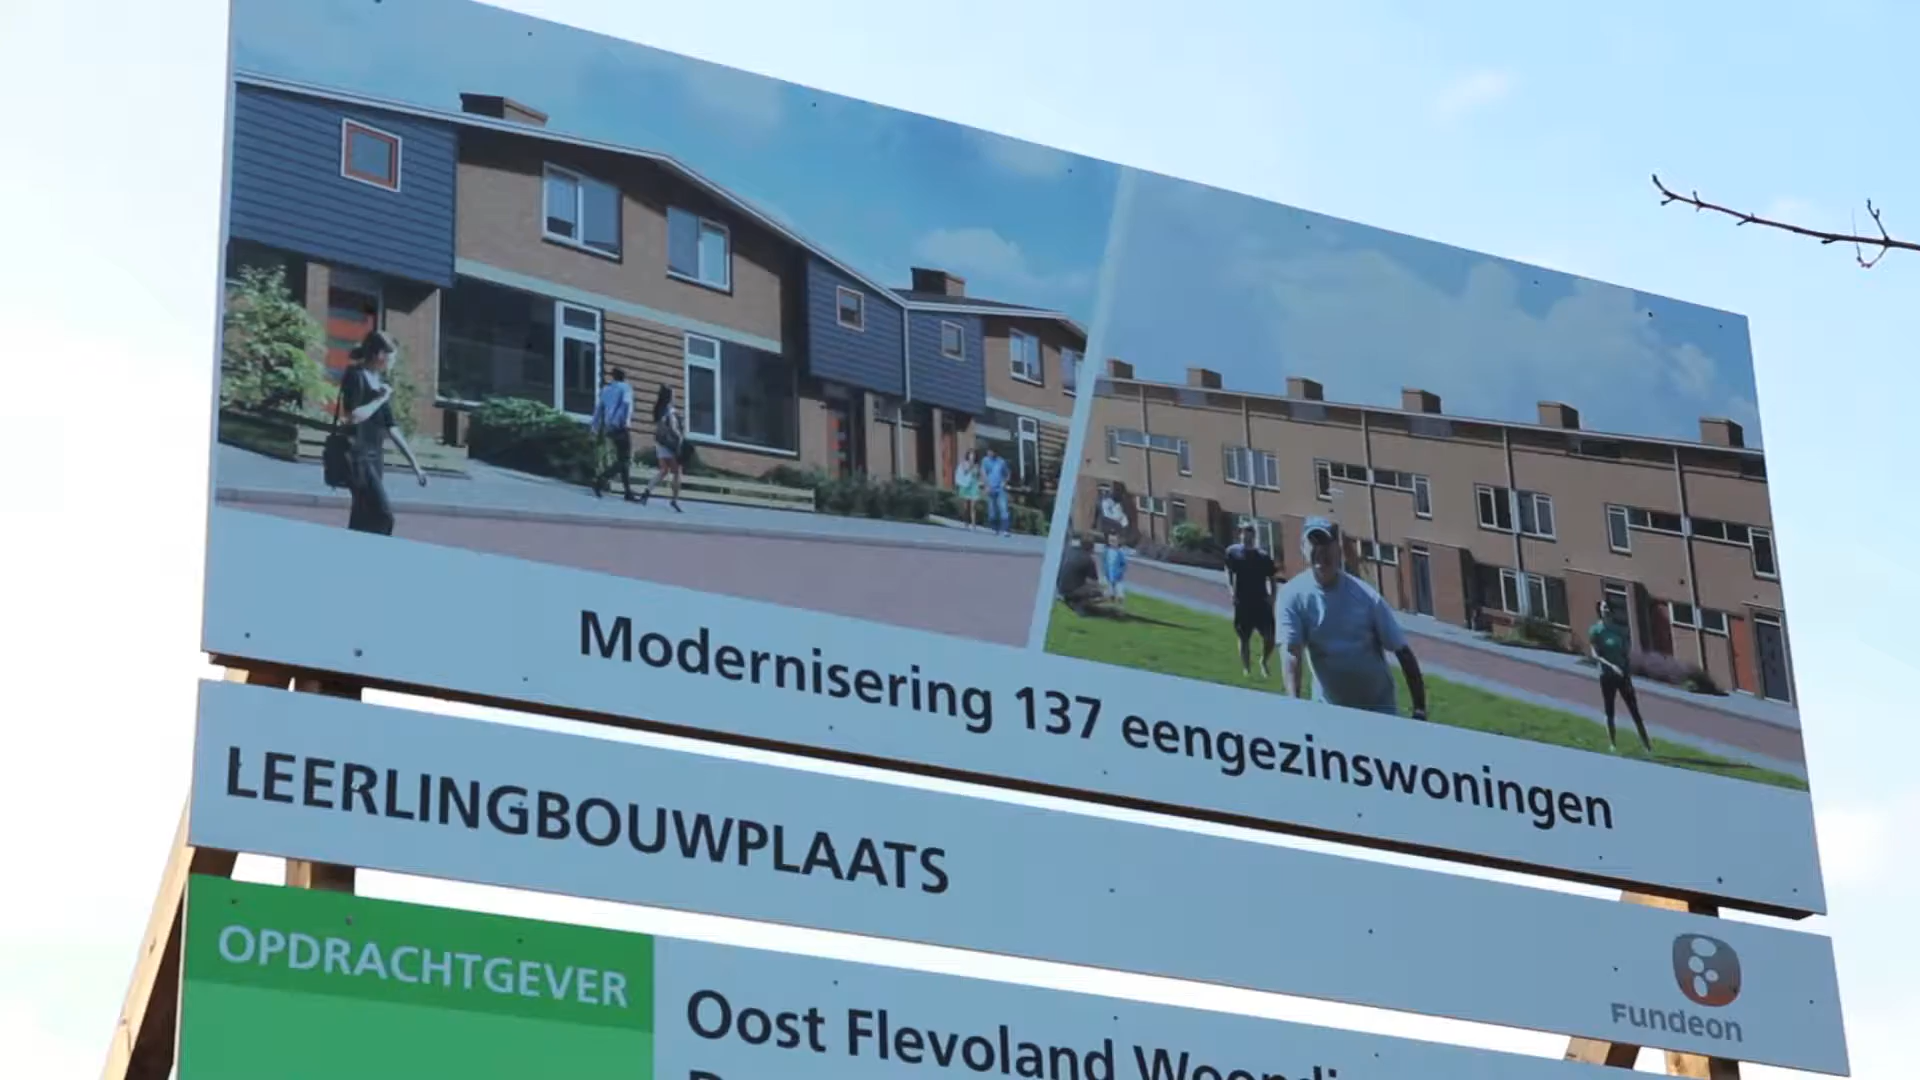 Modernisering 137 eengezinswoningen
LEERLINGBOUWPLAATS
Fundeon
OPDRACHTGEVER
Oost Flevoland